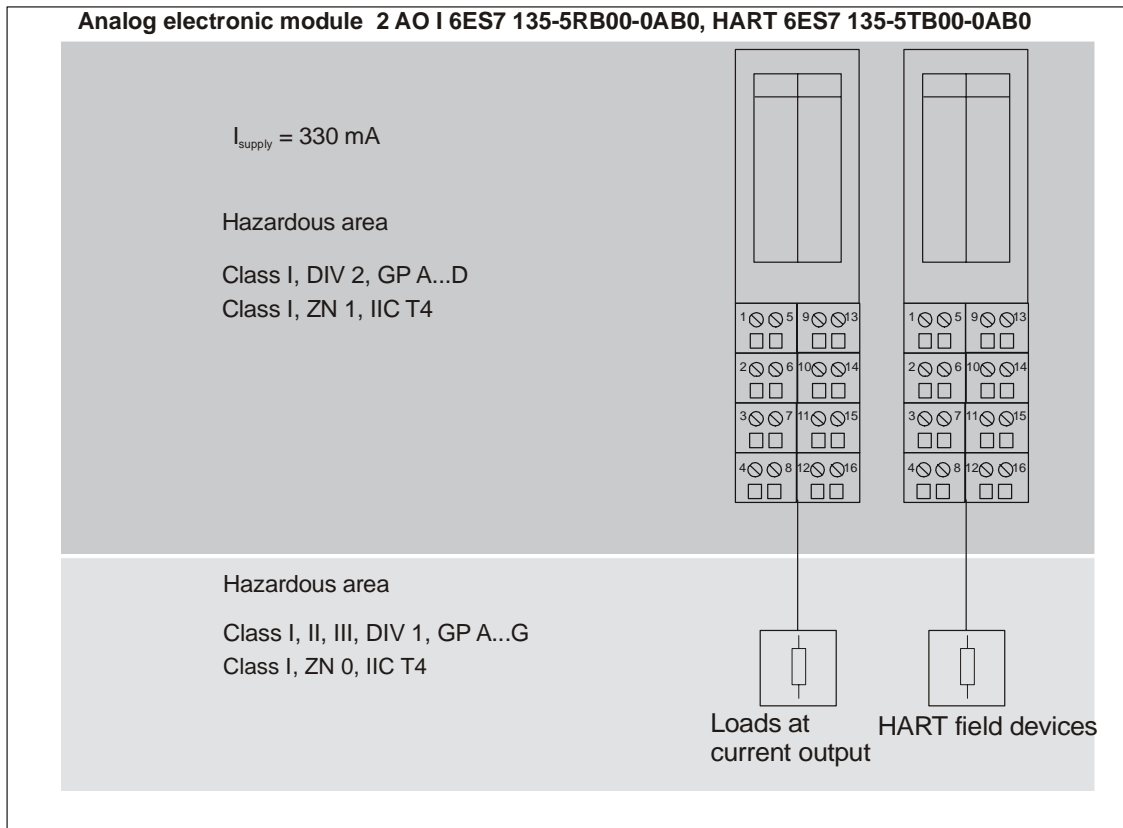 Analog electronic module 2 AO I 6ES7 135-5RB00-0AB0, HART 6ES7 135-5TB00-0AB0
Isupply = 330 mA
Hazardous area
Class I, DIV 2, GP A...D
Class I, ZN 1, IIC T4
1 5 9 13 1 5 9 13
2 6 10 14 2 6 10 14
3 7 11 15 3 7 11 15
4 8 12 16 4 8 12 16
Hazardous area
Class I, II, III, DIV 1, GP A...G
Class I, ZN 0, IIC T4
Loads at
current output
HART field devices